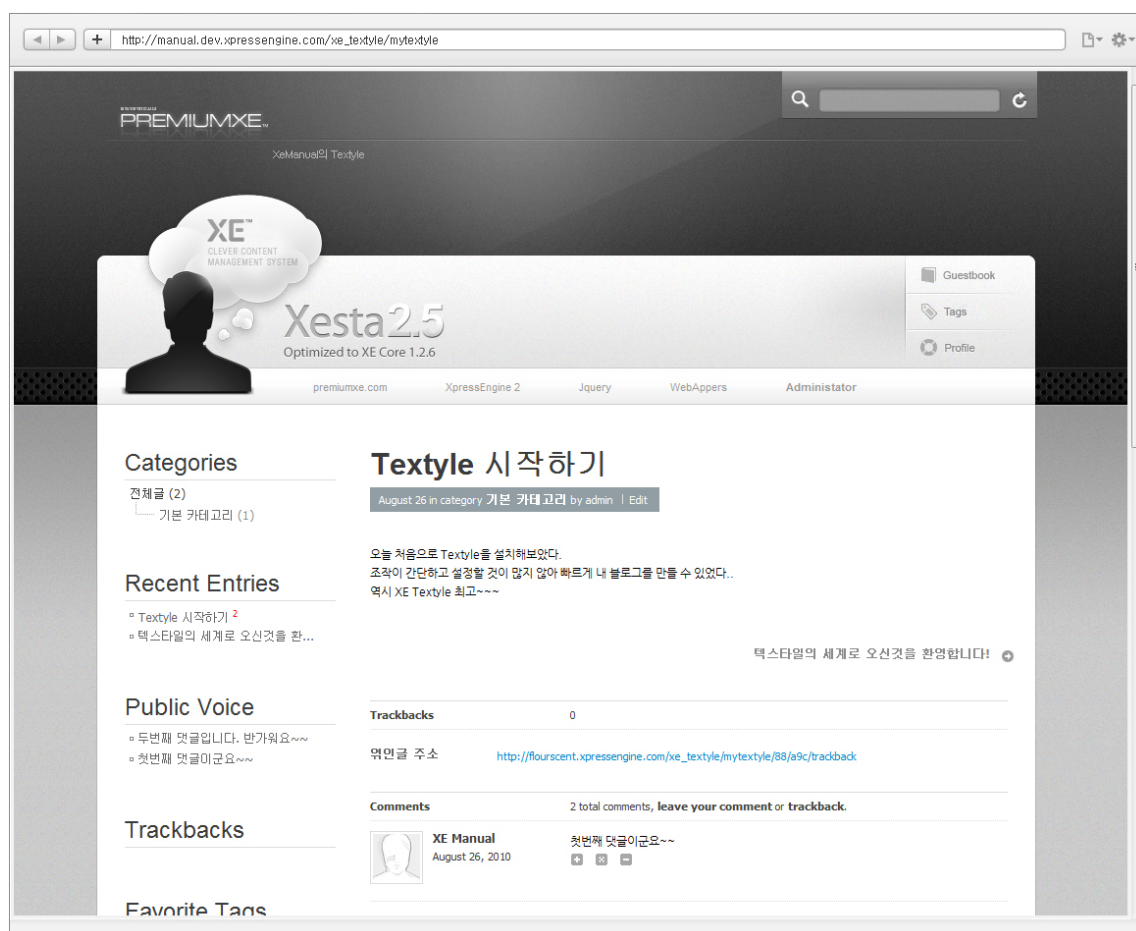 http://manual.dev.xpressengine.com/xe_textyle/mytextyle
PREMIUMXE
XeManual의 Textyle
XE™
CLEVER CONTENT
MANAGEMENT SYSTEM
Xesta2.5
Optimized to XE Core 1.2.6
Guestbook
Tags
Profile
premiumxe.com XpressEngine 2 Jquery WebAppers Administator
Categories
전체글 (2)
기본 카테고리 (1)
Recent Entries
Textyle 시작하기 2
텍스타일의 세계로 오신것을 환...
Public Voice
두번째 댓글입니다. 반가워요~~
첫번째 댓글이군요~~
Trackbacks
Favorite Tags
Textyle 시작하기
August 26 in category 기본 카테고리 by admin | Edit
오늘 처음으로 Textyle을 설치해보았다.
조작이 간단하고 설정할 것이 많지 않아 빠르게 내 블로그를 만들 수 있었다..
역시 XE Textyle 최고~~~
텍스타일의 세계로 오신것을 환영합니다!
Trackbacks 0
엮인글 주소 http://flourscent.xpressengine.com/xe_textyle/mytextyle/88/a9c/trackback
Comments 2 total comments, leave your comment or trackback.
XE Manual
August 26, 2010
첫번째 댓글이군요~~